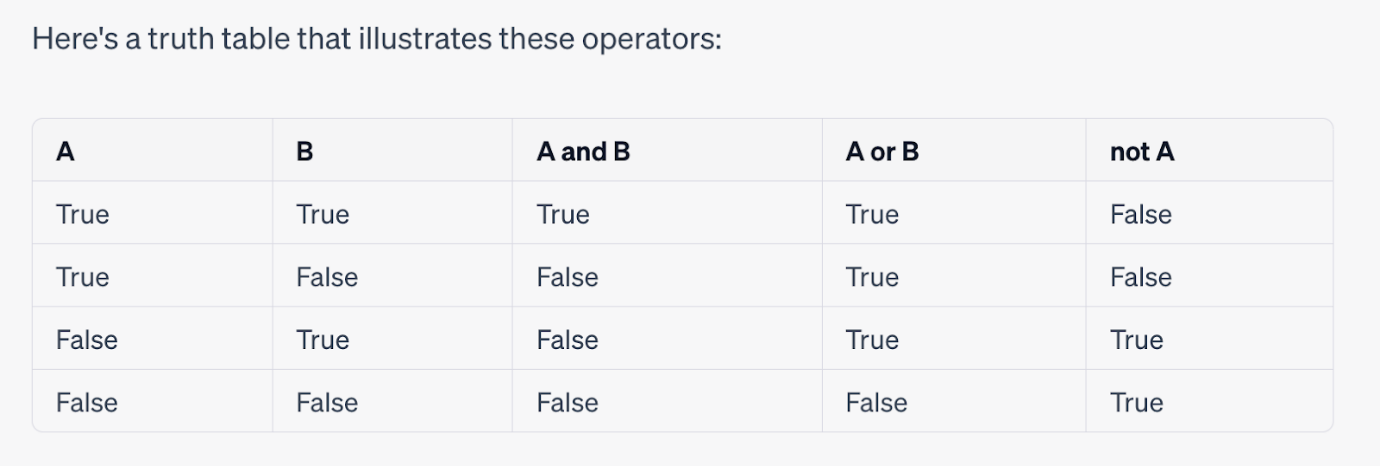 Here's a truth table that illustrates these operators:
A B A and B A or B not A
True True True True False
True False False True False
False True False True True
False False False False True